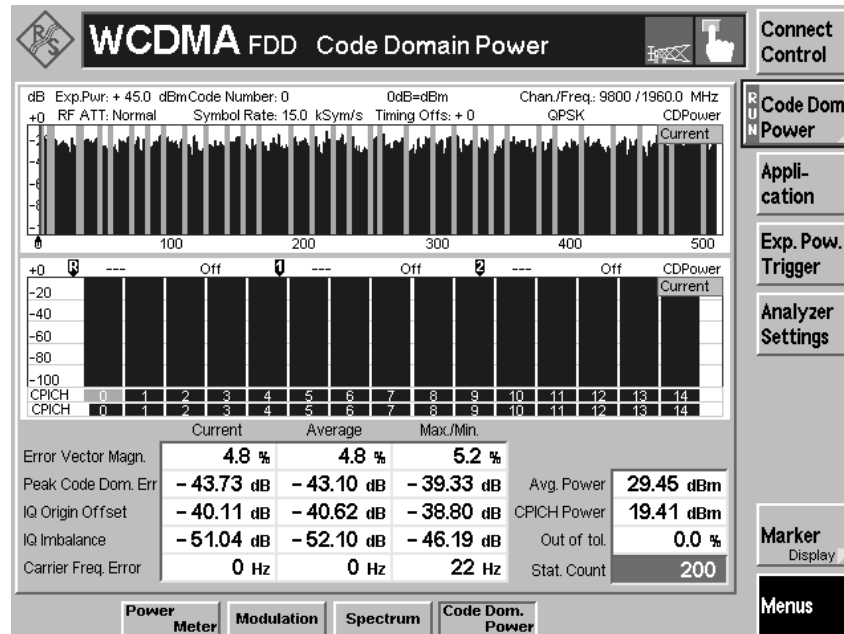 R&S
WCDMA FDD Code Domain Power
Connect Control
dB Exp.Pwr: + 45.0 dBm Code Number: 0 0dB=dBm Chan./Freq.: 9800 / 1960.0 MHz
+0 RF ATT: Normal Symbol Rate: 15.0 kSym/s Timing Offs: + 0 QPSK CDPower
Current
RUN Code Dom. Power
-4
0 100 200 300 400 500
Appli-
cation
Exp. Pow.
Trigger
Analyzer
Settings
+0 R --- Off 1 --- Off 2 --- Off CDPower
Current
-20
-40
-60
-80
-100
CPICH 0 1 2 3 4 5 6 7 8 9 10 11 12 13 14
CPICH 0 1 2 3 4 5 6 7 8 9 10 11 12 13 14
Current Average Max./Min.
Error Vector Magn. 4.8 % 4.8 % 5.2 %
Peak Code Dom. Err - 43.73 dB - 43.10 dB - 39.33 dB Avg. Power 29.45 dBm
IQ Origin Offset - 40.11 dB - 40.62 dB - 38.80 dB CPICH Power 19.41 dBm
IQ Imbalance - 51.04 dB - 52.10 dB - 46.19 dB Out of tol. 0.0 %
Carrier Freq. Error 0 Hz 0 Hz 22 Hz Stat. Count 200
Marker
Display
Power Meter Modulation Spectrum Code Dom. Power
Menus